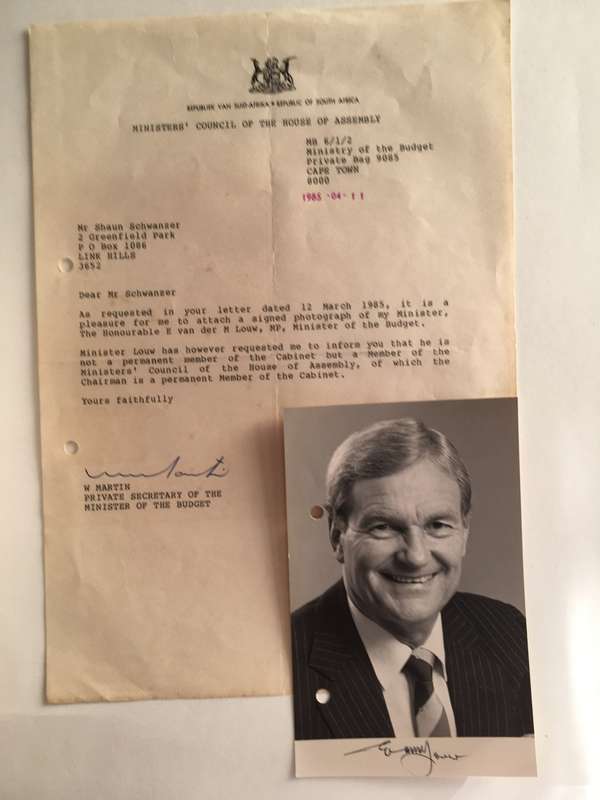 REPUBLIEK VAN SUID-AFRIKA • REPUBLIC OF SOUTH AFRICA
MINISTERS' COUNCIL OF THE HOUSE OF ASSEMBLY
MB 6/1/2
Ministry of the Budget
Private Bag 9085
CAPE TOWN
8000
1985 -04- 11
Mr Shaun Schwanzer
2 Greenfield Park
P O Box 1086
LINK HILLS
3652
Dear Mr Schwanzer
As requested in your letter dated 12 March 1985, it is a
pleasure for me to attach a signed photograph of my Minister,
The Honourable E van der M Louw, MP, Minister of the Budget.
Minister Louw has however requested me to inform you that he is
not a permanent member of the Cabinet but a Member of the
Ministers' Council of the House of Assembly, of which the
Chairman is a permanent Member of the Cabinet.
Yours faithfully
W MARTIN
PRIVATE SECRETARY OF THE
MINISTER OF THE BUDGET